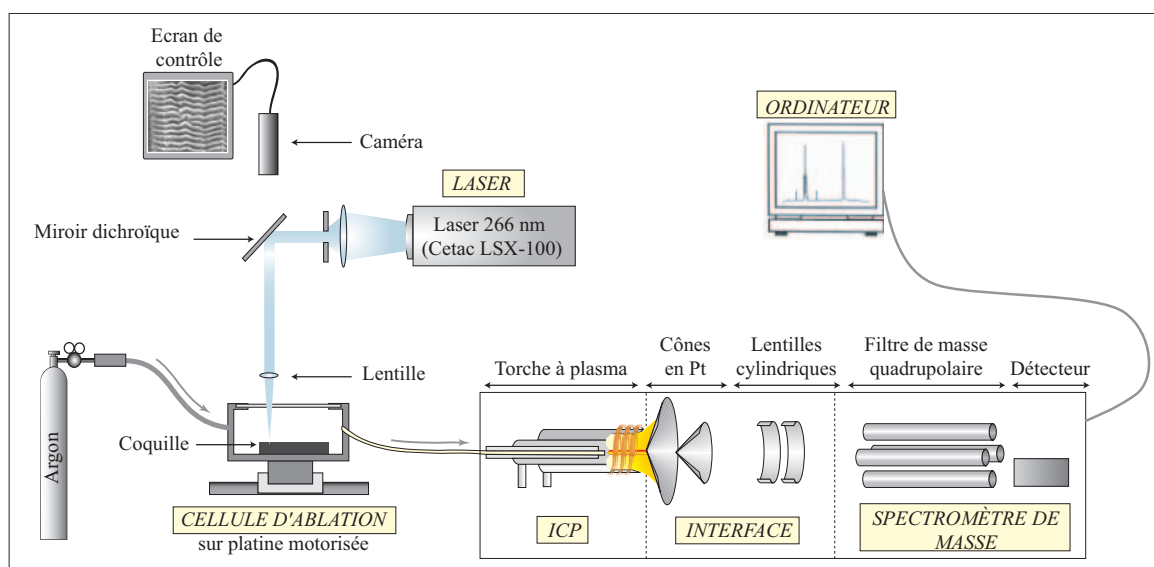 Ecran de
contrôle
Caméra
ORDINATEUR
LASER
Laser 266 nm
(Cetac LSX-100)
Miroir dichroïque
Lentille
Coquille
Argon
CELLULE D'ABLATION
sur platine motorisée
Torche à plasma
Cônes
en Pt
Lentilles
cylindriques
Filtre de masse
quadrupolaire
Détecteur
ICP
INTERFACE
SPECTROMÈTRE DE
MASSE